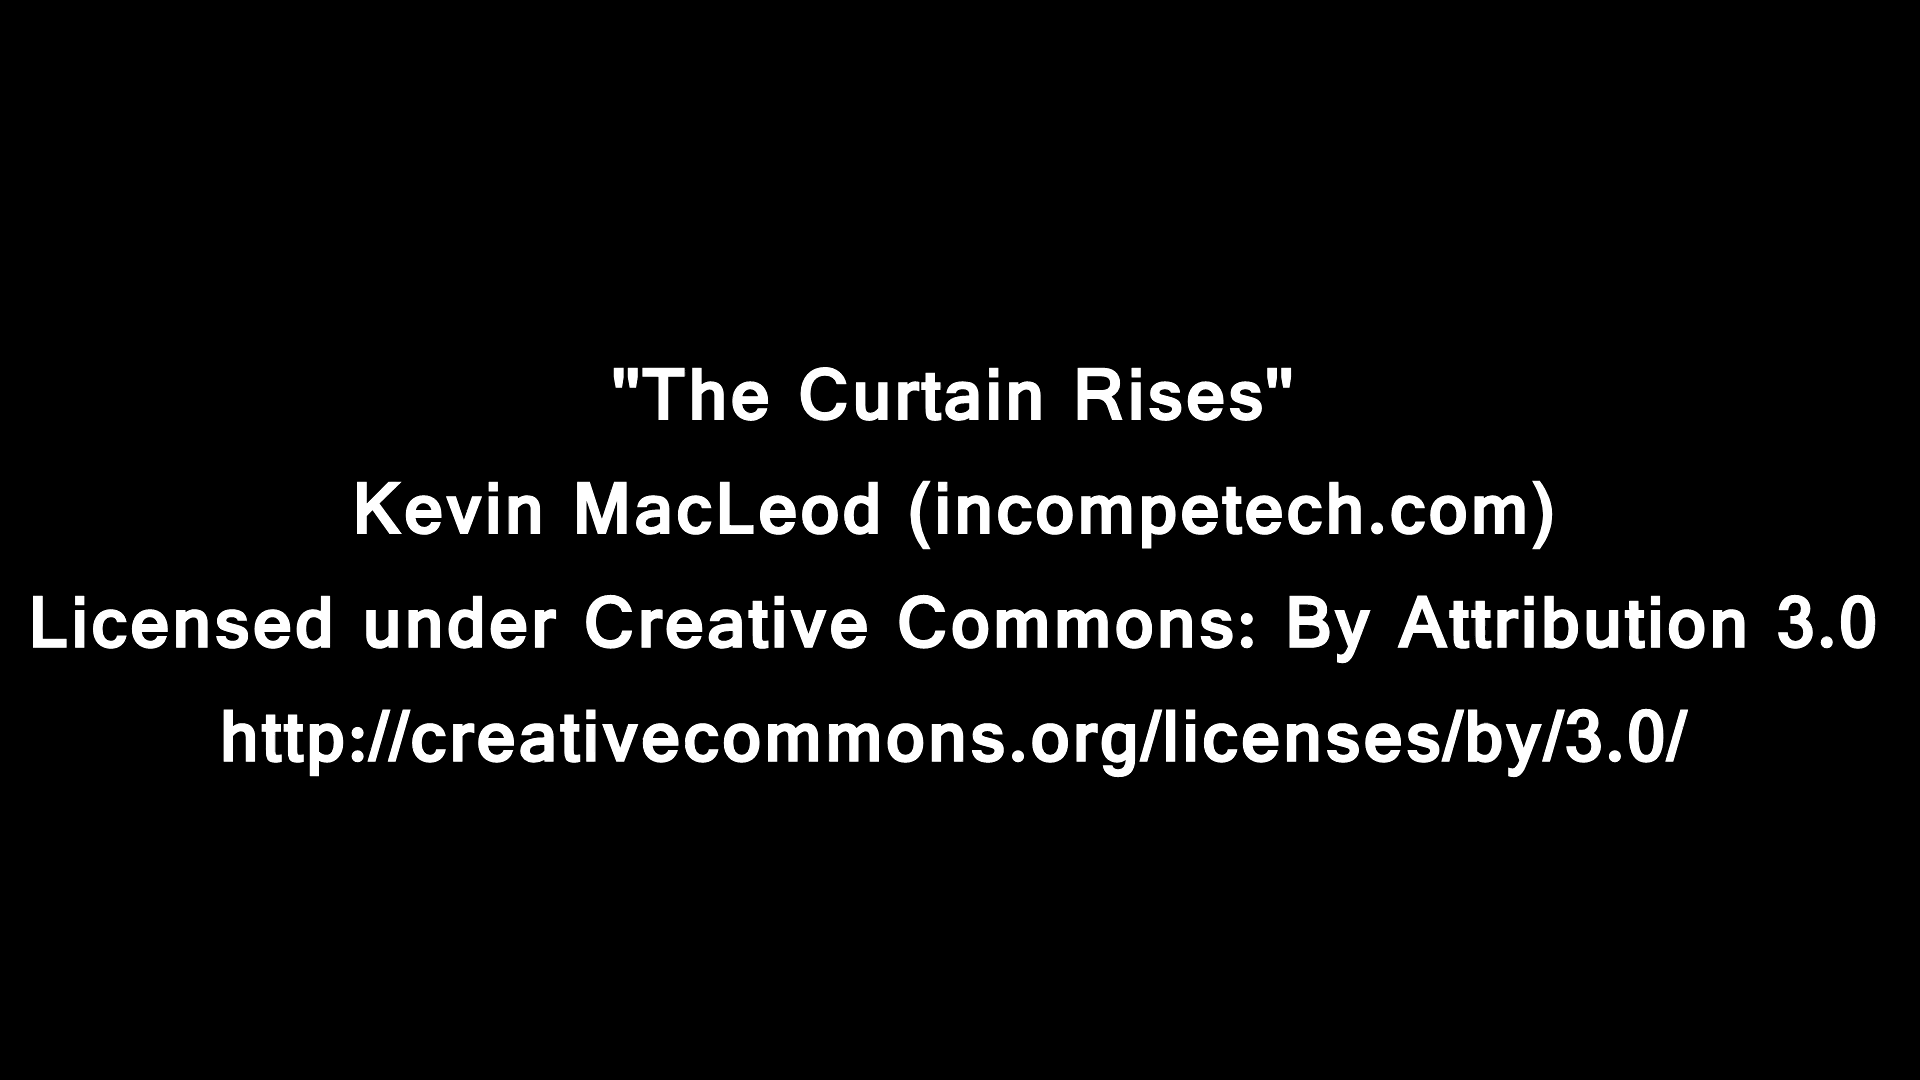 "The Curtain Rises"
Kevin MacLeod (incompetech.com)
Licensed under Creative Commons: By Attribution 3.0
http://creativecommons.org/licenses/by/3.0/